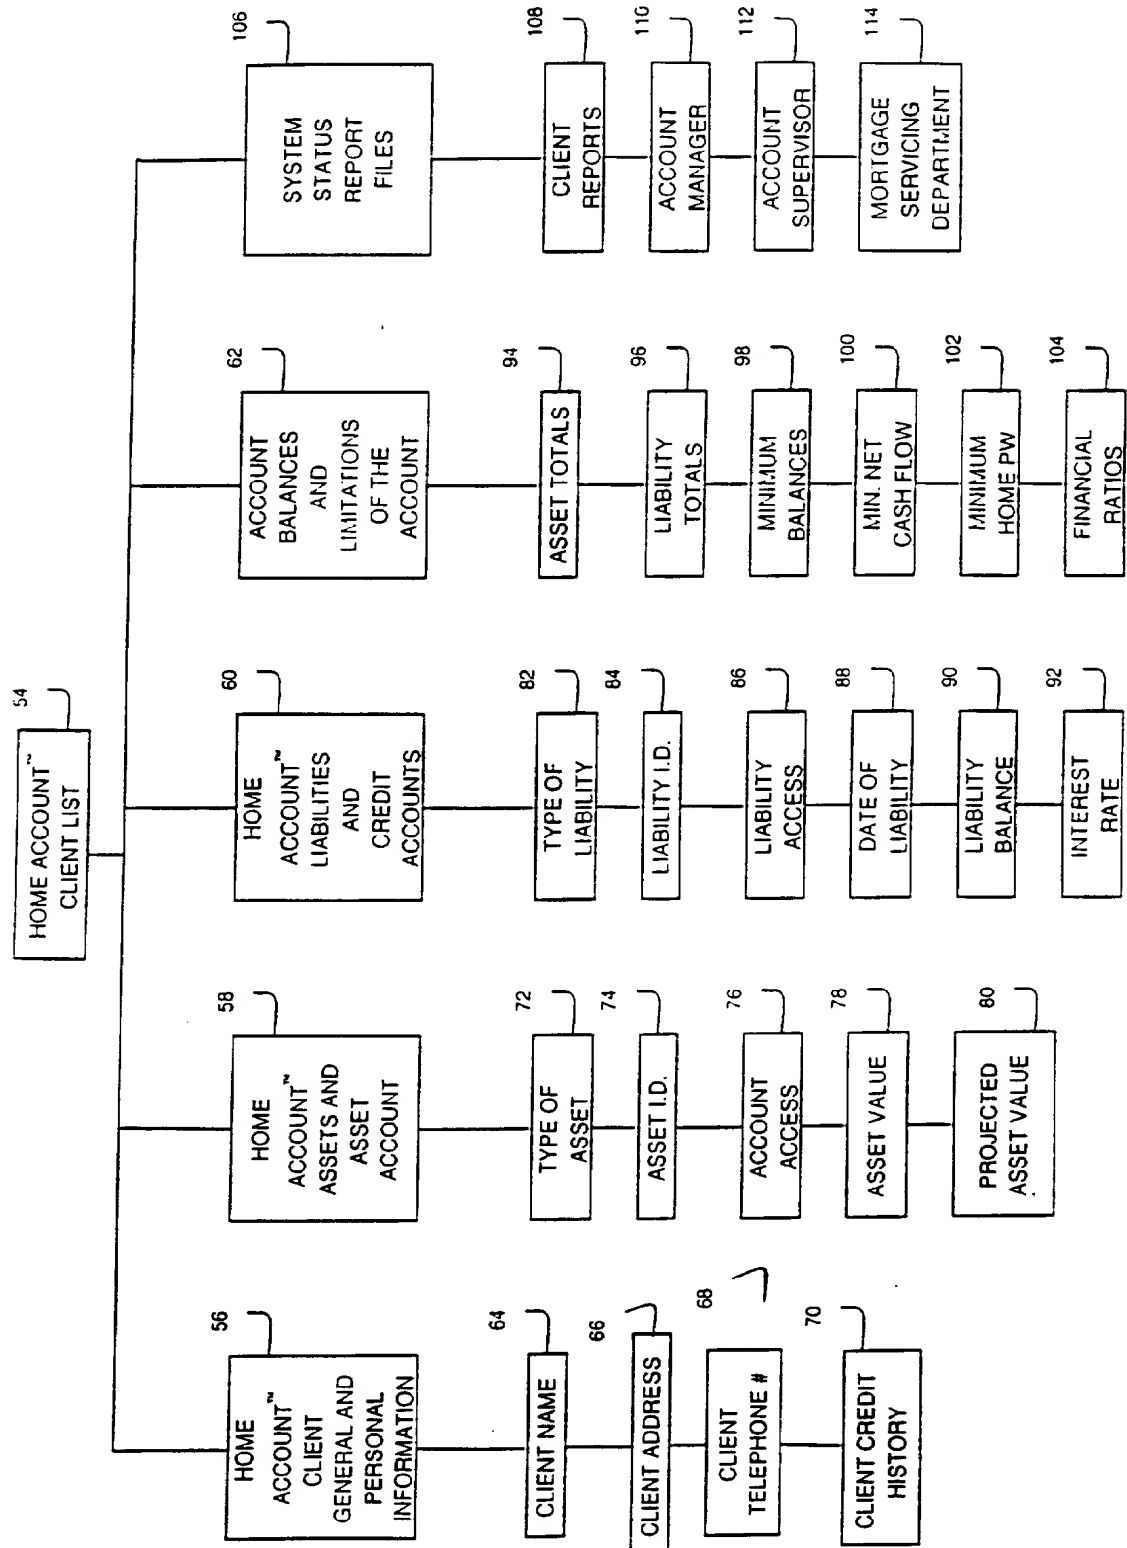 54
HOME ACCOUNT™
CLIENT LIST
56
HOME
ACCOUNT™
CLIENT
GENERAL AND
PERSONAL
INFORMATION
64
CLIENT NAME
66
CLIENT ADDRESS
68
CLIENT
TELEPHONE #
70
CLIENT CREDIT
HISTORY
58
HOME
ACCOUNT™
ASSETS AND
ASSET
ACCOUNT
72
TYPE OF
ASSET
74
ASSET I.D.
76
ACCOUNT
ACCESS
78
ASSET VALUE
80
PROJECTED
ASSET VALUE
60
HOME
ACCOUNT™
LIABILITIES
AND
CREDIT
ACCOUNTS
82
TYPE OF
LIABILITY
84
LIABILITY I.D.
86
LIABILITY
ACCESS
88
DATE OF
LIABILITY
90
LIABILITY
BALANCE
92
INTEREST
RATE
62
ACCOUNT
BALANCES
AND
LIMITATIONS
OF THE
ACCOUNT
94
ASSET TOTALS
96
LIABILITY
TOTALS
98
MINIMUM
BALANCES
100
MIN. NET
CASH FLOW
102
MINIMUM
HOME PW
104
FINANCIAL
RATIOS
106
SYSTEM
STATUS
REPORT
FILES
108
CLIENT
REPORTS
110
ACCOUNT
MANAGER
112
ACCOUNT
SUPERVISOR
114
MORTGAGE
SERVICING
DEPARTMENT